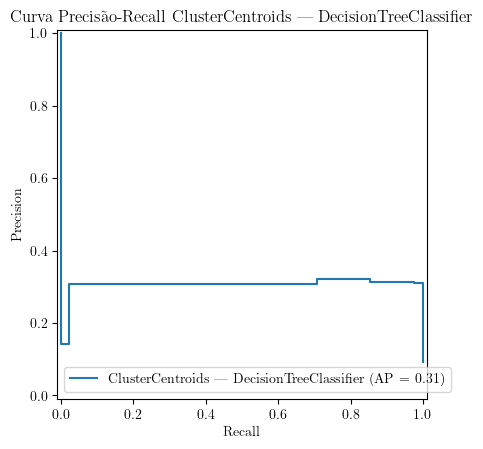 Curva Precisão-Recall ClusterCentroids — DecisionTreeClassifier
1.0
0.8
0.6
0.4
0.2
0.0
Precision
ClusterCentroids — DecisionTreeClassifier (AP = 0.31)
0.0 0.2 0.4 0.6 0.8 1.0
Recall